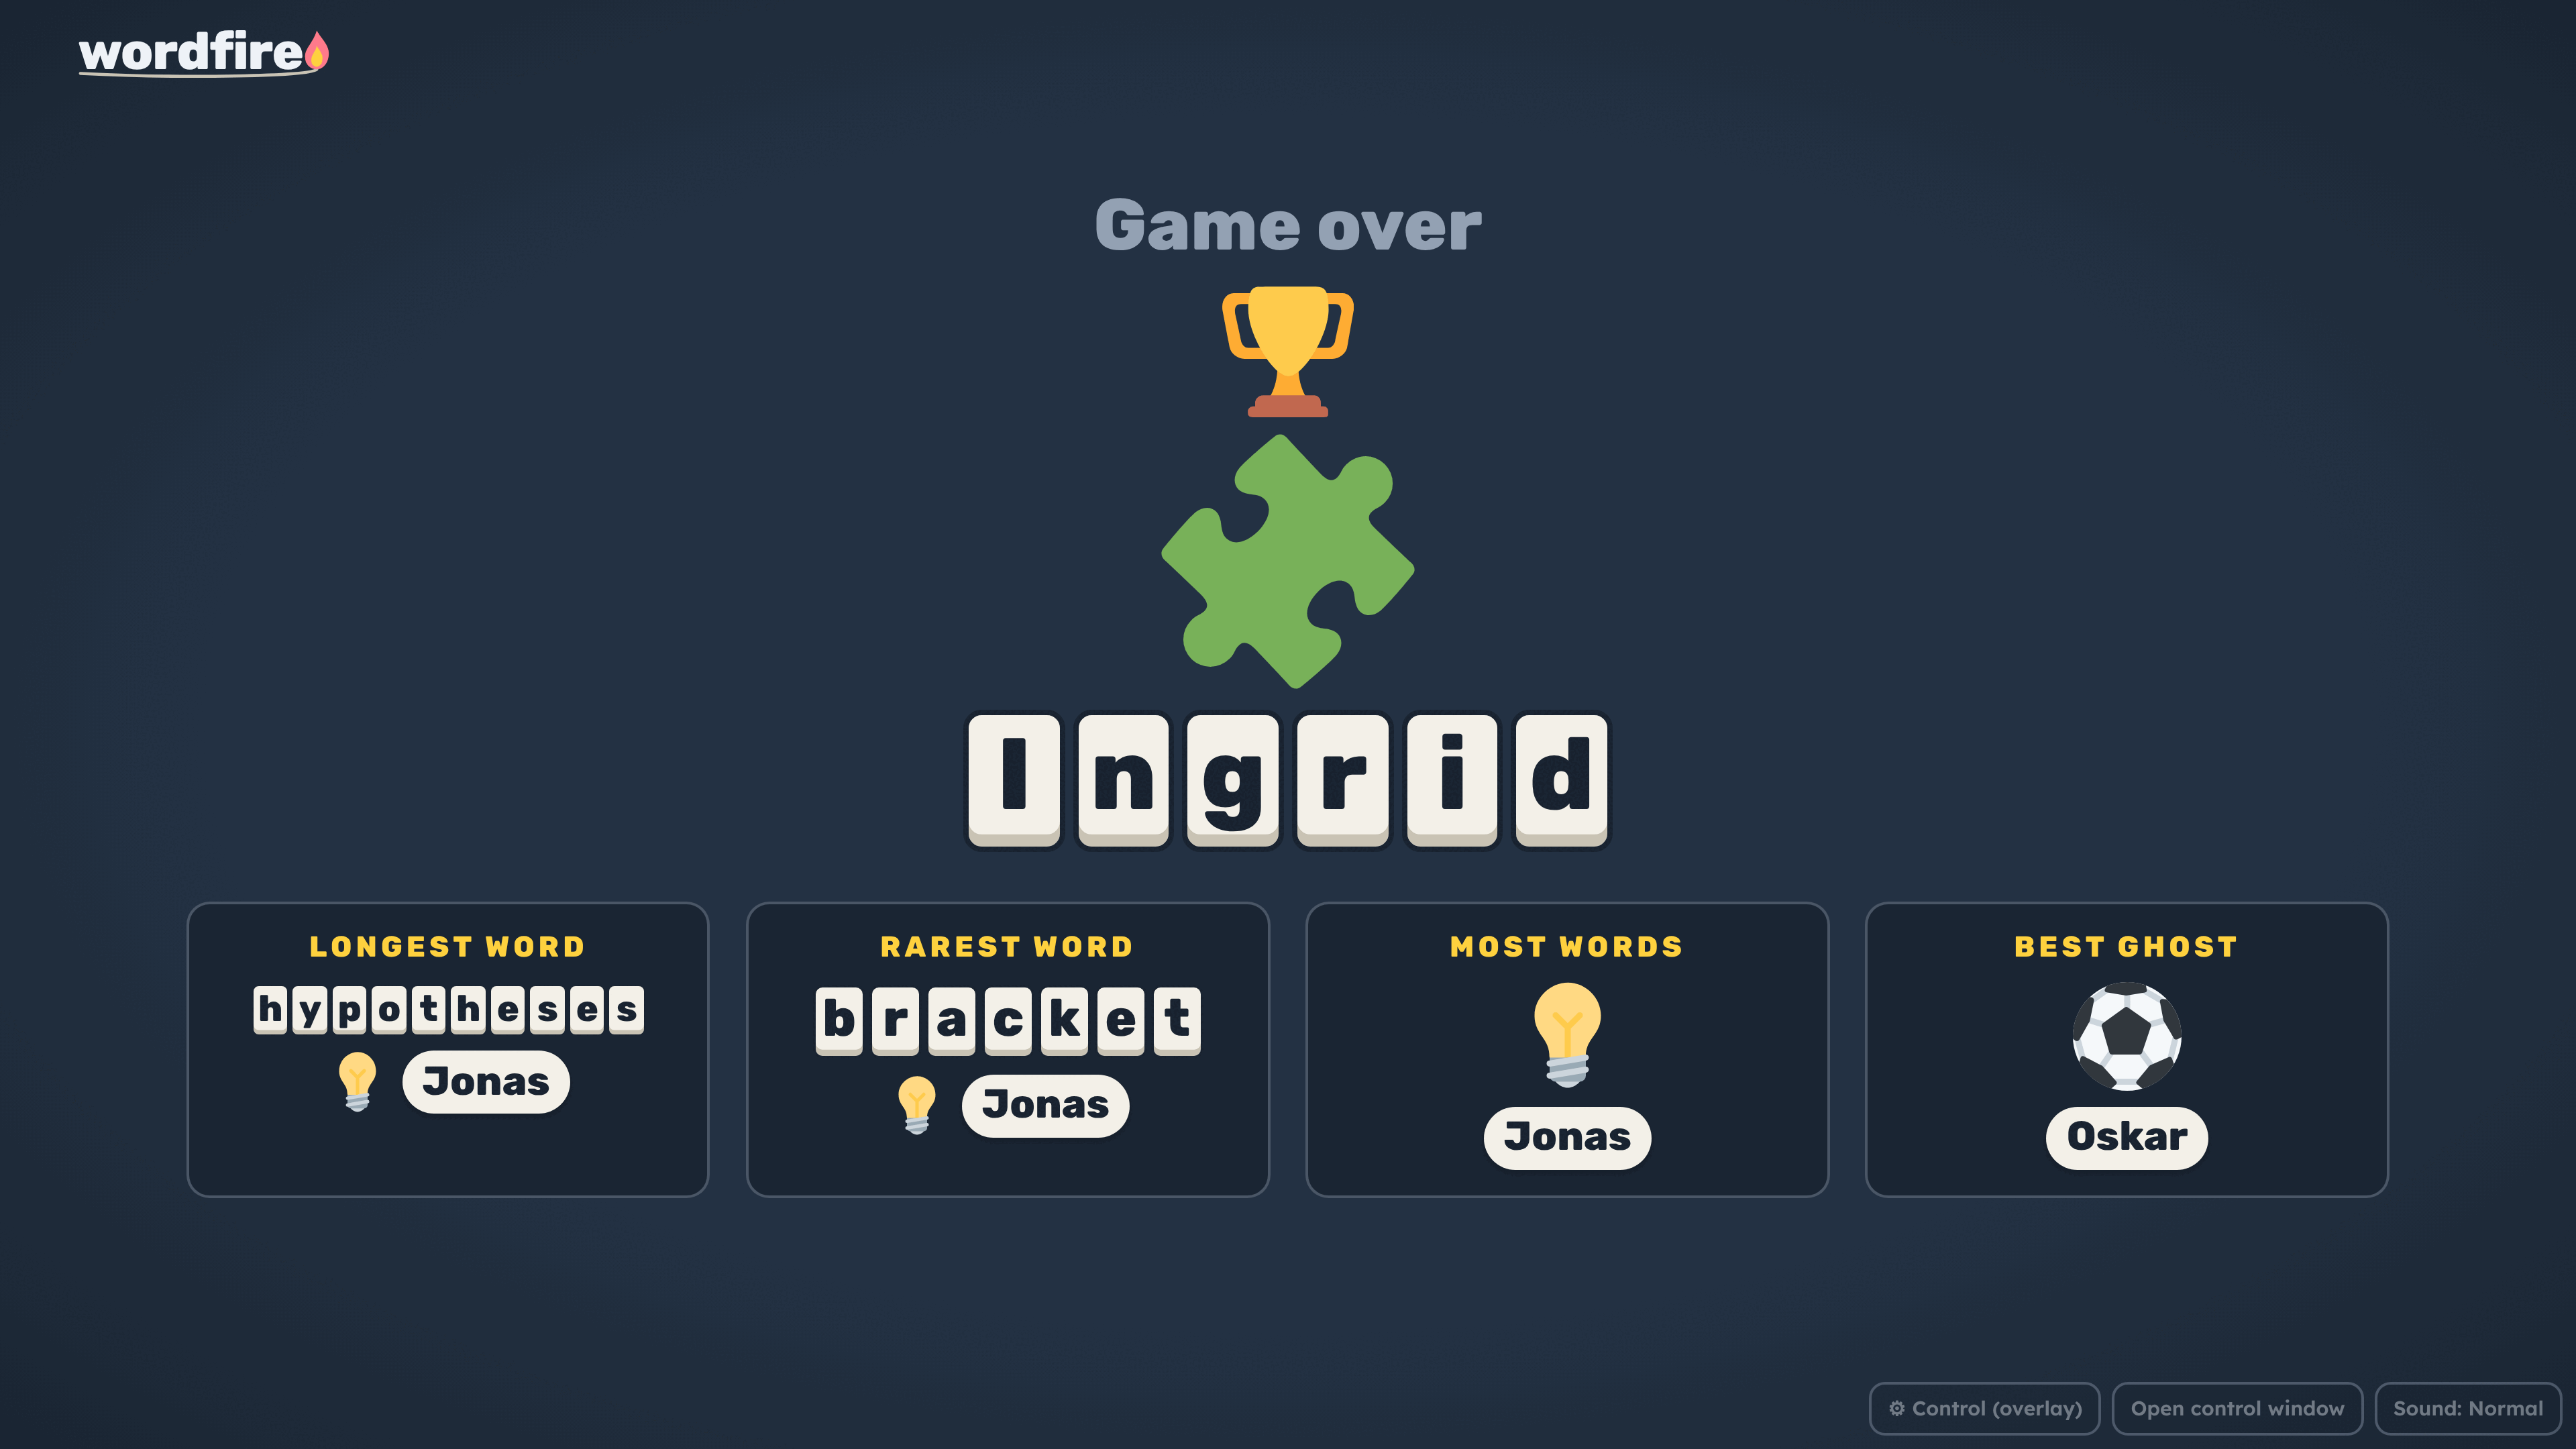 wordfire
Game over
Ingrid
LONGEST WORD
hypotheses
Jonas
RAREST WORD
bracket
Jonas
MOST WORDS
Jonas
BEST GHOST
Oskar
⚙ Control (overlay)
Open control window
Sound: Normal